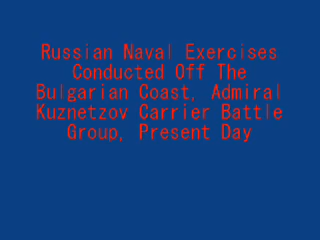 Russian Naval Exercises
Conducted Off The
Bulgarian Coast, Admiral
Kuznetzov Carrier Battle
Group, Present Day